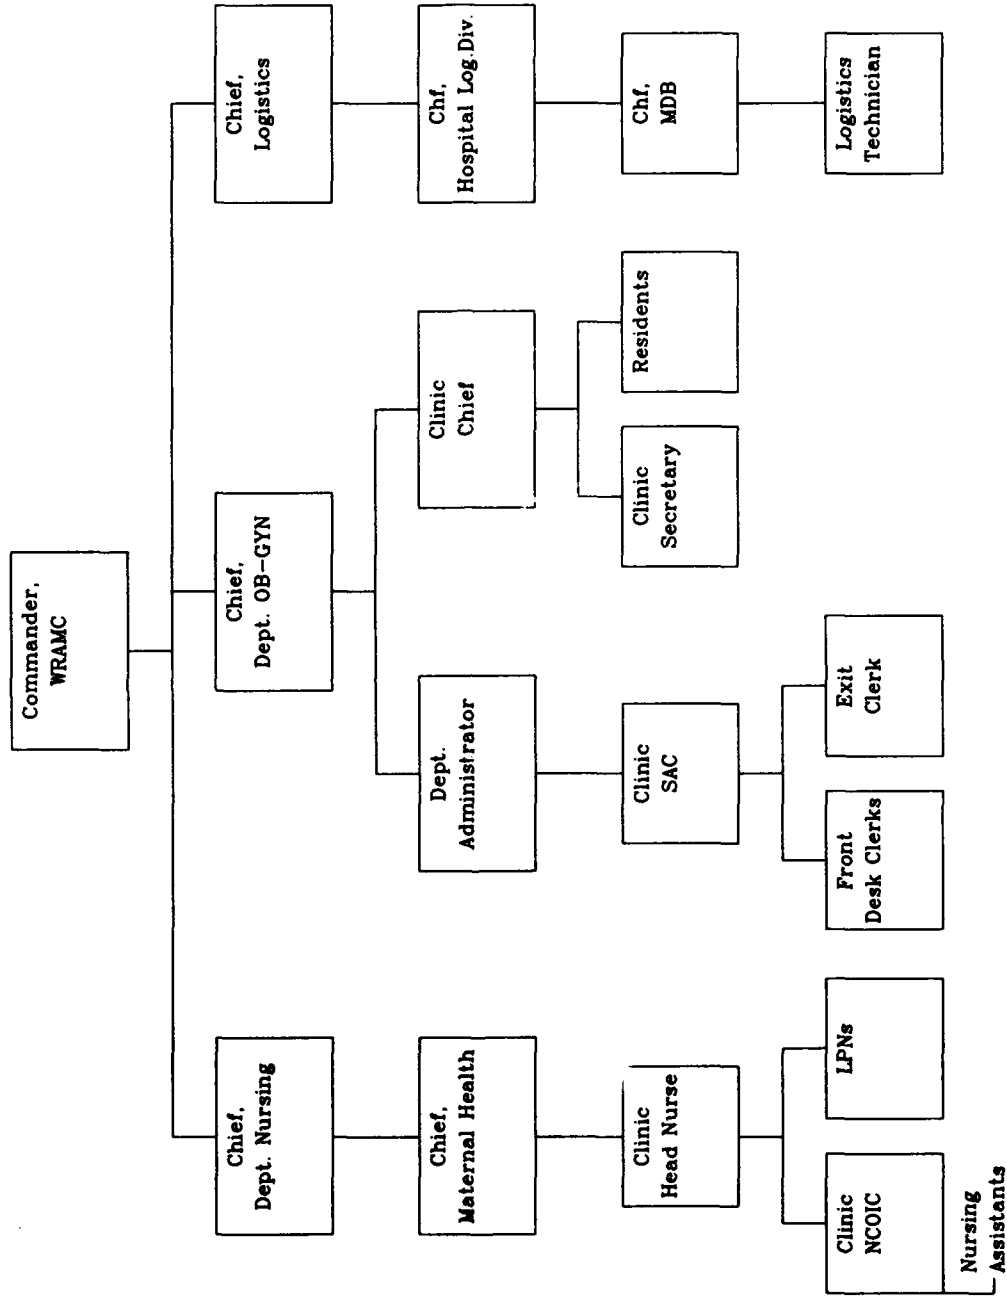 Commander,
WRAMC
Chief,
Dept. Nursing
Chief,
Dept. OB-GYN
Chief,
Logistics
Chief,
Maternal Health
Dept.
Administrator
Clinic
Chief
Chf,
Hospital Log.Div.
Clinic
Head Nurse
Clinic
SAC
Clinic
Secretary
Residents
Chf,
MDB
Clinic
NCOIC
LPNs
Front
Desk Clerks
Exit
Clerk
Logistics
Technician
Nursing
Assistants